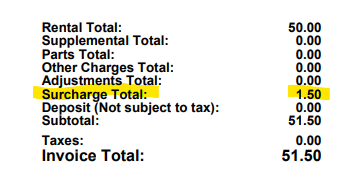 Rental Total: 50.00
Supplemental Total: 0.00
Parts Total: 0.00
Other Charges Total: 0.00
Adjustments Total: 0.00
Surcharge Total: 1.50
Deposit (Not subject to tax): 0.00
Subtotal: 51.50
Taxes: 0.00
Invoice Total: 51.50